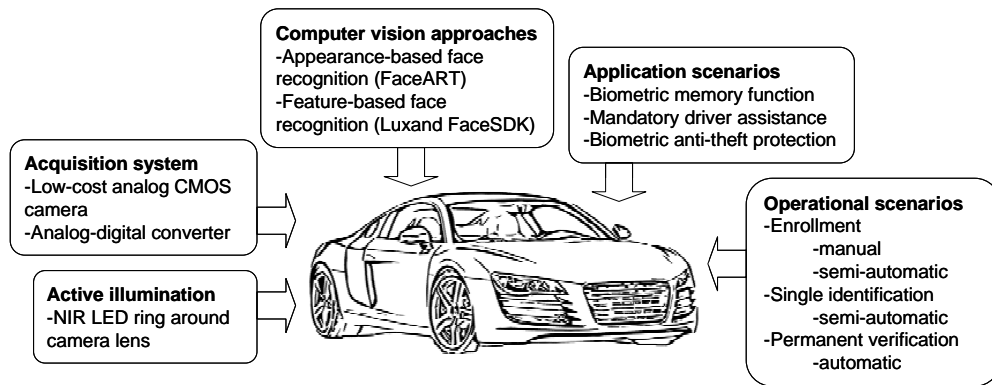 Computer vision approaches
-Appearance-based face
recognition (FaceART)
-Feature-based face
recognition (Luxand FaceSDK)
Application scenarios
-Biometric memory function
-Mandatory driver assistance
-Biometric anti-theft protection
Acquisition system
-Low-cost analog CMOS
camera
-Analog-digital converter
Active illumination
-NIR LED ring around
camera lens
Operational scenarios
-Enrollment
-manual
-semi-automatic
-Single identification
-semi-automatic
-Permanent verification
-automatic